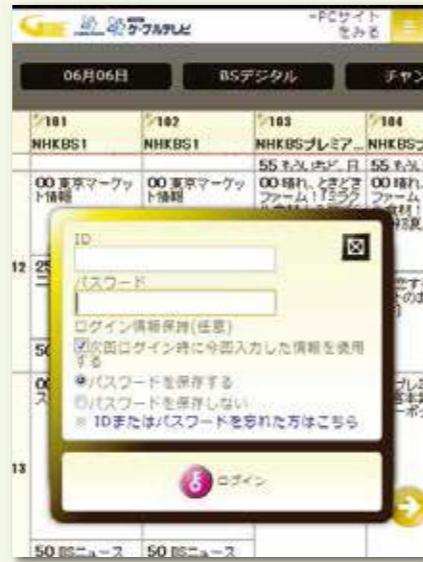 ケーブルテレビ
PCサイト
をみる
06月06日
BSデジタル
チャン
101
NHKBS1
102
NHKBS1
103
NHKBSプレミア...
104
NHKBSプ
00 東京マーケッ
ト情報
00 東京マーケッ
ト情報
00 晴れ、ときどき
ファーム!
00 晴れ、
ファーム
12
ID
パスワード
ログイン情報保持(任意)
次回ログイン時に今回入力した情報を使用
する
パスワードを保存する
パスワードを保存しない
※ IDまたはパスワードを忘れた方はこちら
ログイン
13
50 BSニュース
50 BSニュース